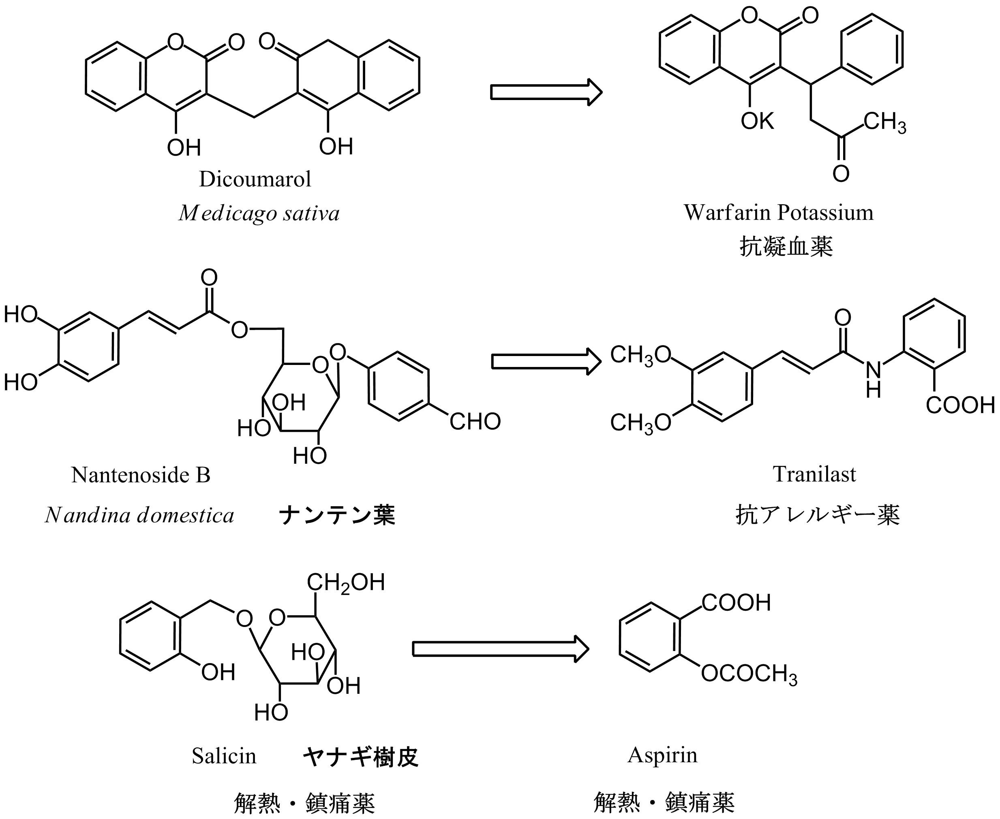 O O O
OH OH
Dicoumarol
Medicago sativa
O O
OK CH3
O
Warfarin Potassium
抗凝血薬
O
HO O
HO O O
OH
HO CHO
HO
Nantenoside B
Nandina domestica ナンテン葉
O
CH3O N
H
CH3O COOH
Tranilast
抗アレルギー薬
CH2OH
O O
HO
OH OH
HO
Salicin ヤナギ樹皮
解熱・鎮痛薬
COOH
OCOCH3
Aspirin
解熱・鎮痛薬